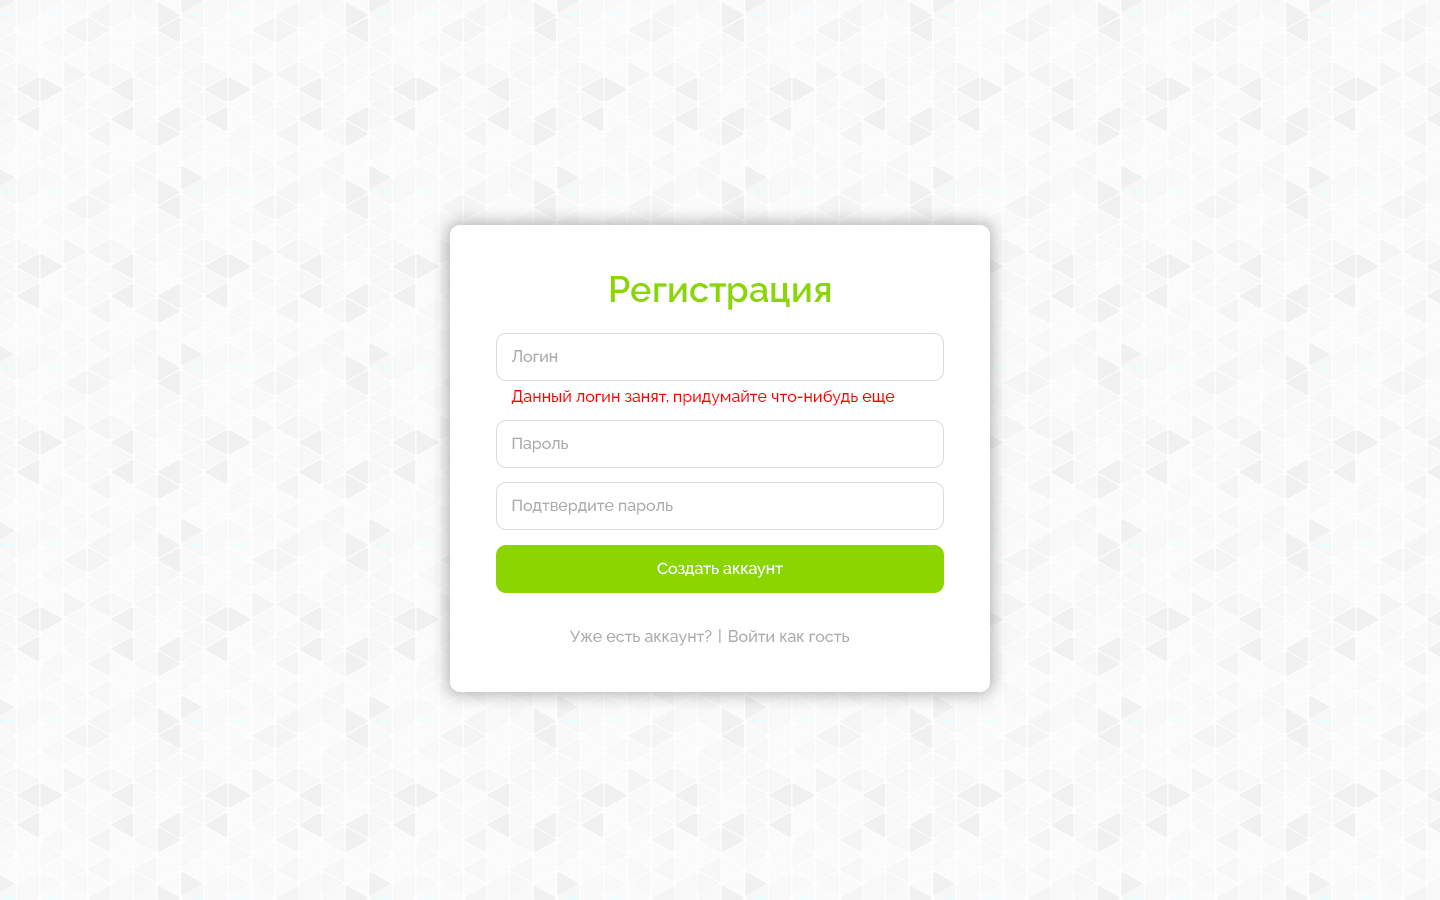 Регистрация
Логин
Данный логин занят, придумайте что-нибудь еще
Пароль
Подтвердите пароль
Создать аккаунт
Уже есть аккаунт? | Войти как гость